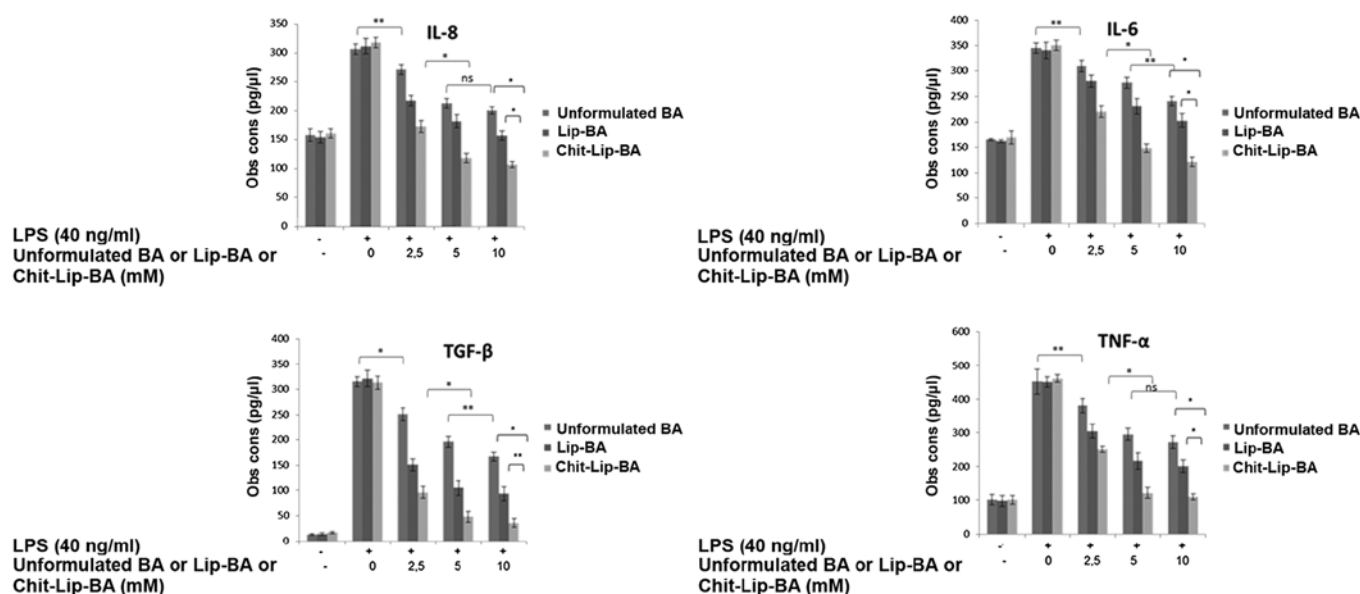 IL-8
Obs cons (pg/µl)
350
300
250
200
150
100
50
0
** * ns * *
Unformulated BA
Lip-BA
Chit-Lip-BA
LPS (40 ng/ml) - + + + +
Unformulated BA or Lip-BA or - 0 2,5 5 10
Chit-Lip-BA (mM)
IL-6
Obs cons (pg/µl)
400
350
300
250
200
150
100
50
0
** * ** * *
Unformulated BA
Lip-BA
Chit-Lip-BA
LPS (40 ng/ml) - + + + +
Unformulated BA or Lip-BA or - 0 2,5 5 10
Chit-Lip-BA (mM)
TGF-β
Obs cons (pg/µl)
400
350
300
250
200
150
100
50
0
* * ** * **
Unformulated BA
Lip-BA
Chit-Lip-BA
LPS (40 ng/ml) - + + + +
Unformulated BA or Lip-BA or - 0 2,5 5 10
Chit-Lip-BA (mM)
TNF-α
Obs cons (pg/µl)
600
500
400
300
200
100
0
** * ns * *
Unformulated BA
Lip-BA
Chit-Lip-BA
LPS (40 ng/ml) - + + + +
Unformulated BA or Lip-BA or - 0 2,5 5 10
Chit-Lip-BA (mM)